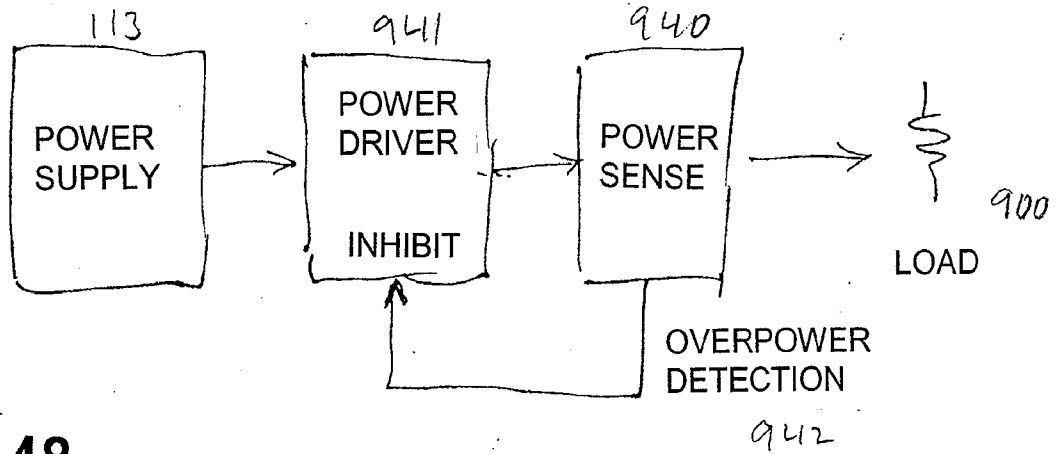 113
941
940
POWER
SUPPLY
POWER
DRIVER
INHIBIT
POWER
SENSE
900
LOAD
OVERPOWER
DETECTION
942
48